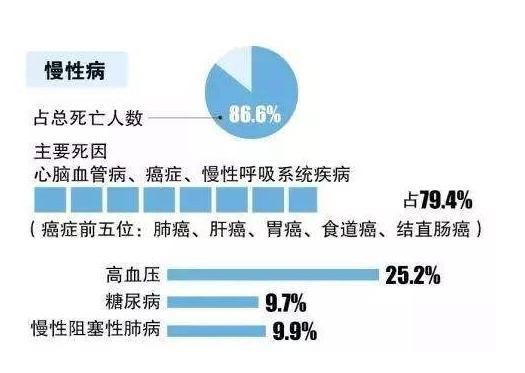 慢性病
占总死亡人数
86.6%
主要死因
心脑血管病、癌症、慢性呼吸系统疾病
占79.4%
（癌症前五位：肺癌、肝癌、胃癌、食道癌、结直肠癌）
高血压 25.2%
糖尿病 9.7%
慢性阻塞性肺病 9.9%